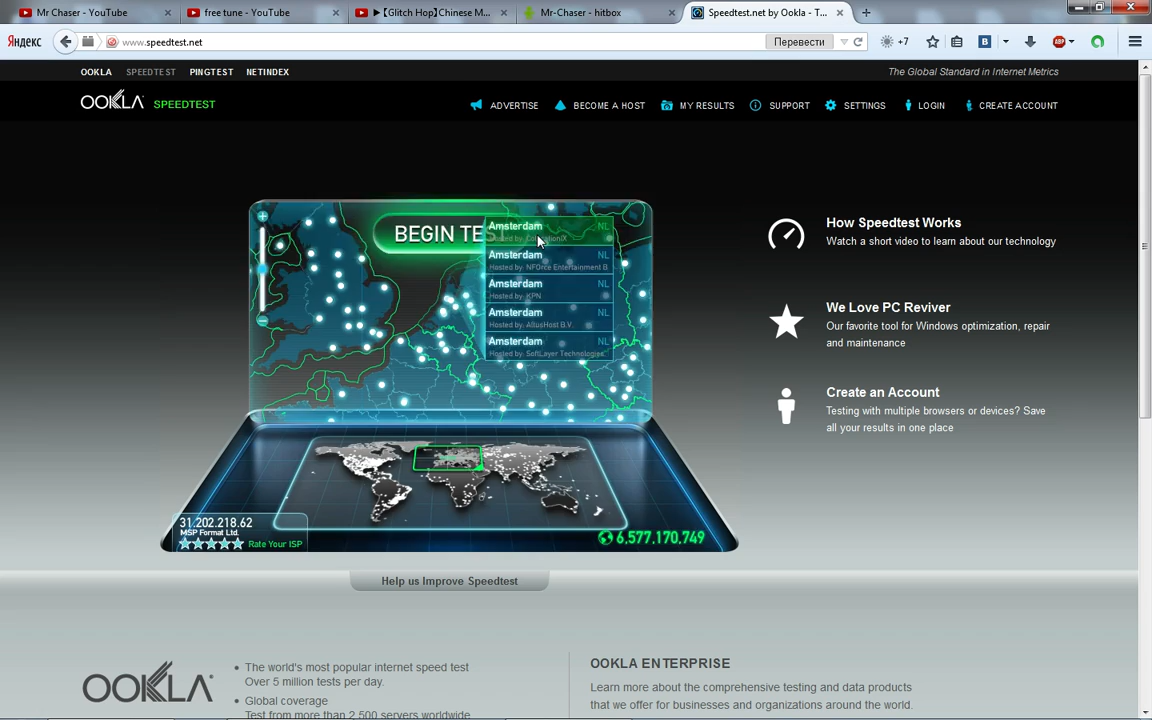 Mr Chaser - YouTube
free tune - YouTube
►【Glitch Hop】Chinese M...
Mr-Chaser - hitbox
Speedtest.net by Ookla - T...
Яндекс
www.speedtest.net
Перевести
+7
B
ABP
OOKLA SPEEDTEST PINGTEST NETINDEX
The Global Standard in Internet Metrics
OOKLA SPEEDTEST
ADVERTISE
BECOME A HOST
MY RESULTS
SUPPORT
SETTINGS
LOGIN
CREATE ACCOUNT
BEGIN TE
Amsterdam NL
Hosted by:
Amsterdam NL
Hosted by: NFOrce Entertainment B
Amsterdam NL
Hosted by: KPN
Amsterdam NL
Hosted by: AltusHost B.V.
Amsterdam NL
Hosted by: SoftLayer Technologies,
How Speedtest Works
Watch a short video to learn about our technology
We Love PC Reviver
Our favorite tool for Windows optimization, repair
and maintenance
Create an Account
Testing with multiple browsers or devices? Save
all your results in one place
31.202.218.62
MSP Format Ltd.
Rate Your ISP
6,577,170,749
Help us Improve Speedtest
OOKLA
The world's most popular internet speed test
Over 5 million tests per day.
Global coverage
Test from more than 2,500 servers worldwide
OOKLA ENTERPRISE
Learn more about the comprehensive testing and data products
that we offer for businesses and organizations around the world.